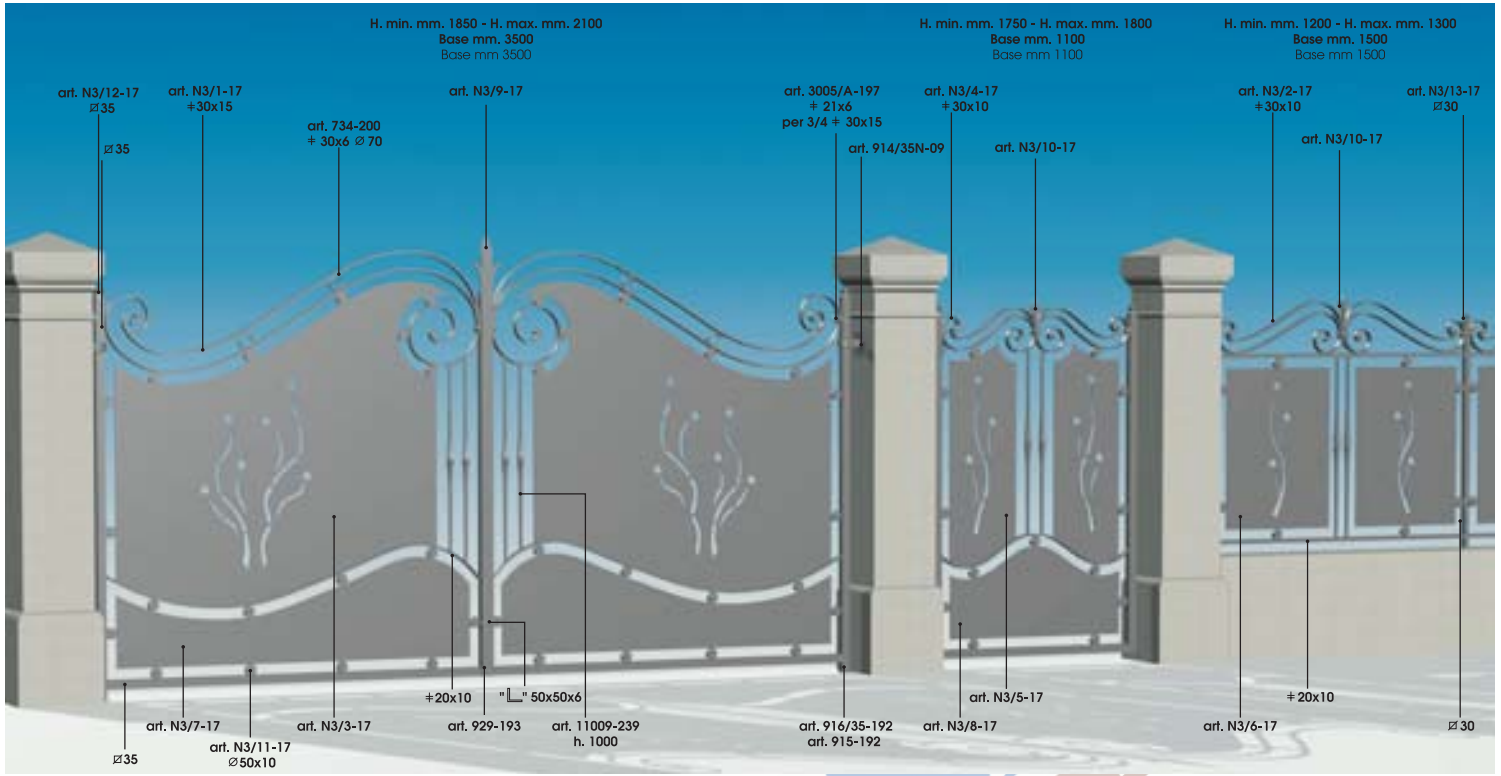 H. min. mm. 1850 - H. max. mm. 2100
Base mm. 3500
Base mm 3500
H. min. mm. 1750 - H. max. mm. 1800
Base mm. 1100
Base mm 1100
H. min. mm. 1200 - H. max. mm. 1300
Base mm. 1500
Base mm 1500
art. N3/12-17
⌀35
art. N3/1-17
⌗30x15
art. N3/9-17
art. 3005/A-197
⌗ 21x6
per 3/4 ⌗ 30x15
art. N3/4-17
⌗30x10
art. N3/2-17
⌗30x10
art. N3/13-17
⌀30
art. 734-200
⌗ 30x6 Ø 70
⌀35
art. 914/35N-09
art. N3/10-17
art. N3/10-17
⌗20x10
"L" 50x50x6
art. N3/5-17
⌗20x10
art. N3/7-17
art. N3/3-17
art. 929-193
art. 11009-239
h. 1000
916/35-192
art. 915-192
art. N3/8-17
art. N3/6-17
⌀30
art. N3/11-17
Ø50x10
⌀35